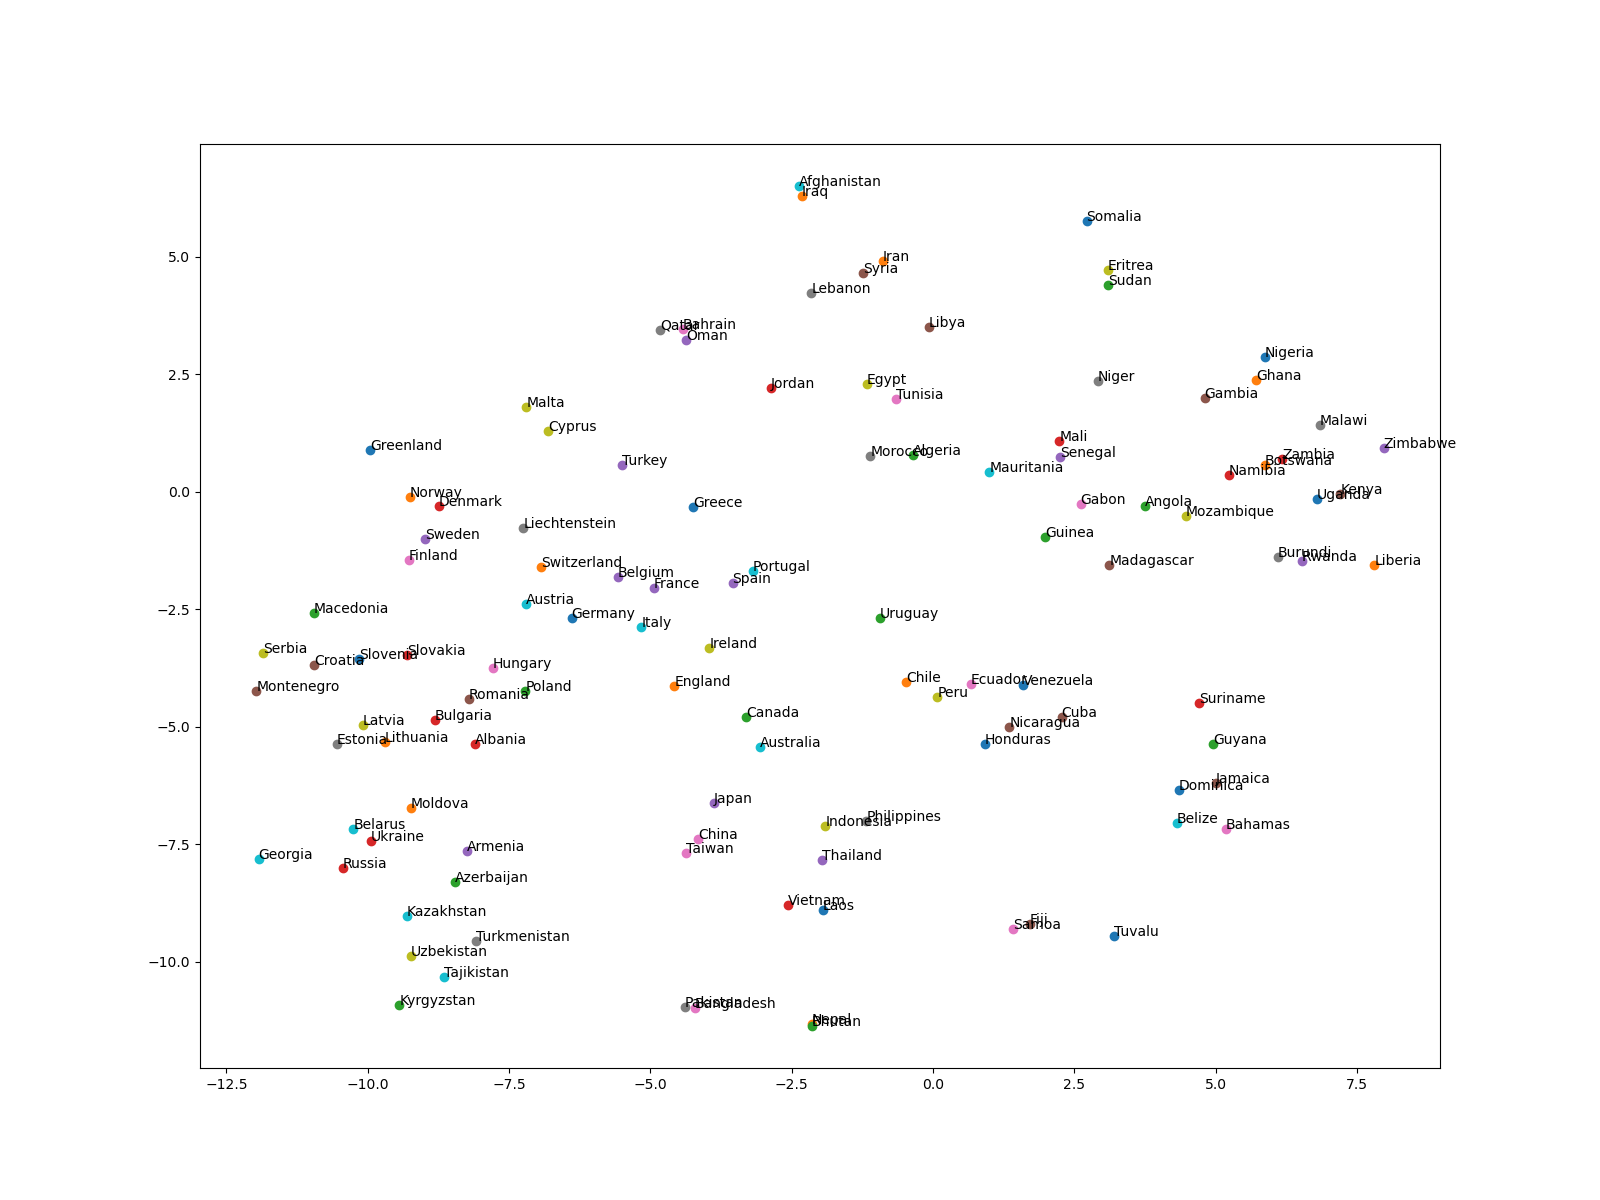 Afghanistan
Iraq
Somalia
Iran
Syria
Eritrea
Sudan
Lebanon
Qatar
Bahrain
Oman
Libya
Nigeria
Ghana
Niger
Gambia
Jordan
Egypt
Tunisia
Malta
Cyprus
Malawi
Zimbabwe
Greenland
Turkey
Morocco
Algeria
Mali
Senegal
Mauritania
Zambia
Botswana
Namibia
Kenya
Uganda
Norway
Denmark
Greece
Gabon
Angola
Mozambique
Liechtenstein
Sweden
Guinea
Finland
Switzerland
Belgium
France
Portugal
Spain
Madagascar
Burundi
Rwanda
Liberia
Austria
Germany
Italy
Macedonia
Uruguay
Ireland
Serbia
Croatia
Slovenia
Slovakia
Hungary
Montenegro
Romania
Poland
England
Chile
Peru
Ecuador
Venezuela
Suriname
Latvia
Bulgaria
Canada
Nicaragua
Cuba
Estonia
Lithuania
Albania
Australia
Honduras
Guyana
Jamaica
Dominica
Moldova
Japan
Belarus
Ukraine
Indonesia
Philippines
Belize
Bahamas
China
Taiwan
Georgia
Russia
Armenia
Thailand
Azerbaijan
Vietnam
Laos
Kazakhstan
Fiji
Samoa
Tuvalu
Turkmenistan
Uzbekistan
Tajikistan
Kyrgyzstan
Pakistan
Bangladesh
Nepal
Bhutan
5.0
2.5
0.0
−2.5
−5.0
−7.5
−10.0
−12.5 −10.0 −7.5 −5.0 −2.5 0.0 2.5 5.0 7.5